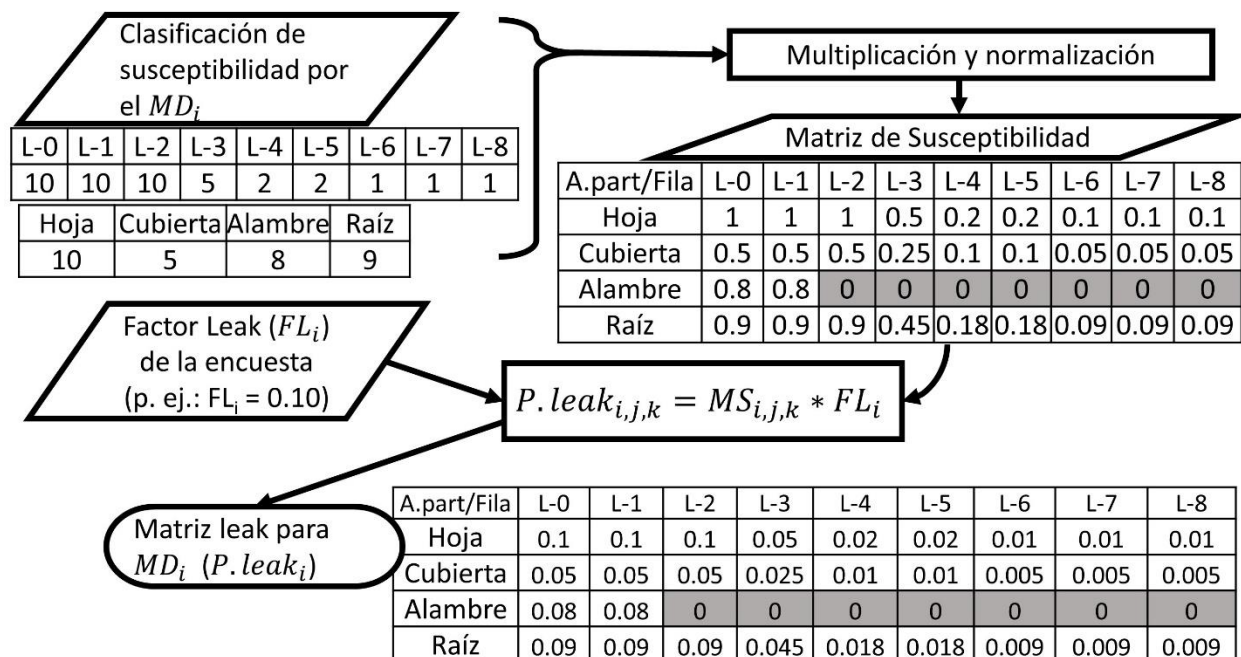 Clasificación de
susceptibilidad por
el MD_i
L-0 L-1 L-2 L-3 L-4 L-5 L-6 L-7 L-8
10 10 10 5 2 2 1 1 1
Hoja Cubierta Alambre Raíz
10 5 8 9
Multiplicación y normalización
Matriz de Susceptibilidad
A.part/Fila L-0 L-1 L-2 L-3 L-4 L-5 L-6 L-7 L-8
Hoja 1 1 1 0.5 0.2 0.2 0.1 0.1 0.1
Cubierta 0.5 0.5 0.5 0.25 0.1 0.1 0.05 0.05 0.05
Alambre 0.8 0.8 0 0 0 0 0 0 0
Raíz 0.9 0.9 0.9 0.45 0.18 0.18 0.09 0.09 0.09
Factor Leak (FL_i)
de la encuesta
(p. ej.: FL_i = 0.10)
P.leak_{i,j,k} = MS_{i,j,k} * FL_i
Matriz leak para
MD_i (P.leak_i)
A.part/Fila L-0 L-1 L-2 L-3 L-4 L-5 L-6 L-7 L-8
Hoja 0.1 0.1 0.1 0.05 0.02 0.02 0.01 0.01 0.01
Cubierta 0.05 0.05 0.05 0.025 0.01 0.01 0.005 0.005 0.005
Alambre 0.08 0.08 0 0 0 0 0 0 0
Raíz 0.09 0.09 0.09 0.045 0.018 0.018 0.009 0.009 0.009